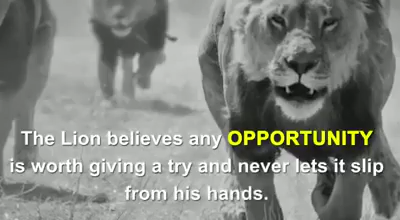 The Lion believes any OPPORTUNITY
is worth giving a try and never lets it slip
from his hands.